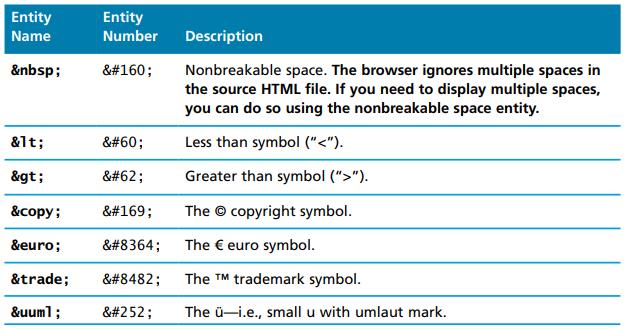 Entity Name Entity Number Description
&nbsp; &#160; Nonbreakable space. The browser ignores multiple spaces in
the source HTML file. If you need to display multiple spaces,
you can do so using the nonbreakable space entity.
&lt; &#60; Less than symbol (“<”).
&gt; &#62; Greater than symbol (“>”).
&copy; &#169; The © copyright symbol.
&euro; &#8364; The € euro symbol.
&trade; &#8482; The ™ trademark symbol.
&uuml; &#252; The ü—i.e., small u with umlaut mark.